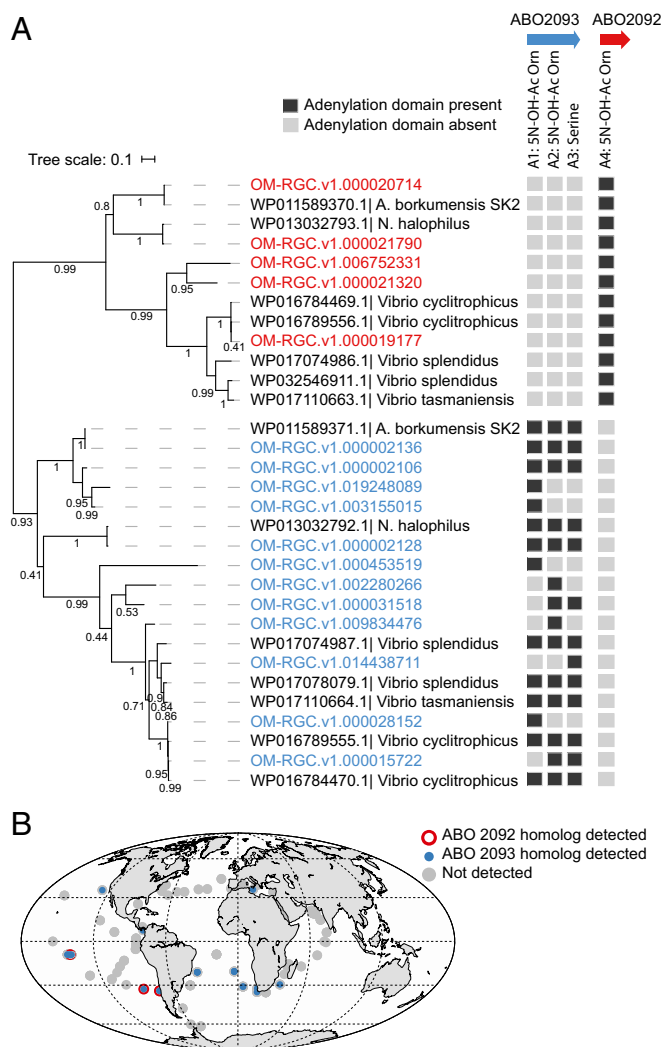 A
ABO2093
ABO2092
Adenylation domain present
Adenylation domain absent
A1: 5N-OH-Ac Orn
A2: 5N-OH-Ac Orn
A3: Serine
A4: 5N-OH-Ac Orn
Tree scale: 0.1
OM-RGC.v1.000020714
WP011589370.1| A. borkumensis SK2
WP013032793.1| N. halophilus
OM-RGC.v1.000021790
OM-RGC.v1.006752331
OM-RGC.v1.000021320
WP016784469.1| Vibrio cyclitrophicus
WP016789556.1| Vibrio cyclitrophicus
OM-RGC.v1.000019177
WP017074986.1| Vibrio splendidus
WP032546911.1| Vibrio splendidus
WP017110663.1| Vibrio tasmaniensis
WP011589371.1| A. borkumensis SK2
OM-RGC.v1.000002136
OM-RGC.v1.000002106
OM-RGC.v1.019248089
OM-RGC.v1.003155015
WP013032792.1| N. halophilus
OM-RGC.v1.000002128
OM-RGC.v1.000453519
OM-RGC.v1.002280266
OM-RGC.v1.000031518
OM-RGC.v1.009834476
WP017074987.1| Vibrio splendidus
OM-RGC.v1.014438711
WP017078079.1| Vibrio splendidus
WP017110664.1| Vibrio tasmaniensis
OM-RGC.v1.000028152
WP016789555.1| Vibrio cyclitrophicus
OM-RGC.v1.000015722
WP016784470.1| Vibrio cyclitrophicus
0.8
1
1
0.99
0.95
0.99
1
0.41
0.99
1
1
0.95
0.99
0.93
1
0.41
0.99
0.53
0.44
1
0.71
0.84
0.86
1
0.95
0.99
B
ABO 2092 homolog detected
ABO 2093 homolog detected
Not detected